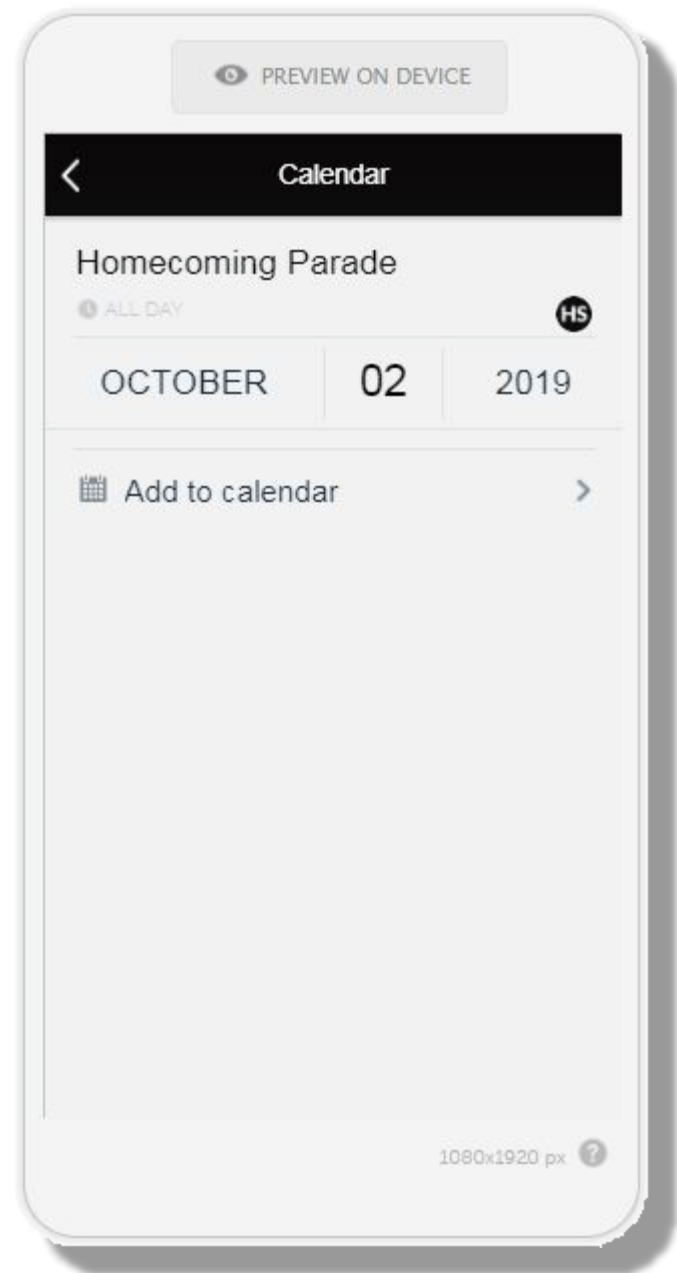 PREVIEW ON DEVICE
Calendar
Homecoming Parade
ALL DAY
HS
OCTOBER 02 2019
Add to calendar
1080x1920 px ?